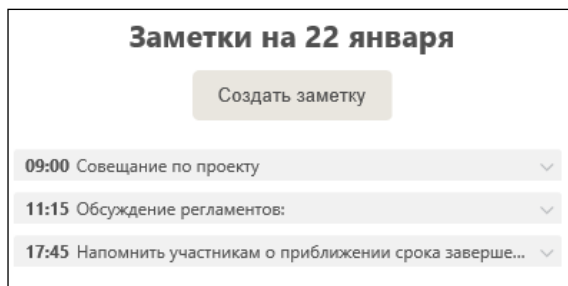 Заметки на 22 января
Создать заметку
09:00 Совещание по проекту
11:15 Обсуждение регламентов:
17:45 Напомнить участникам о приближении срока заверше...